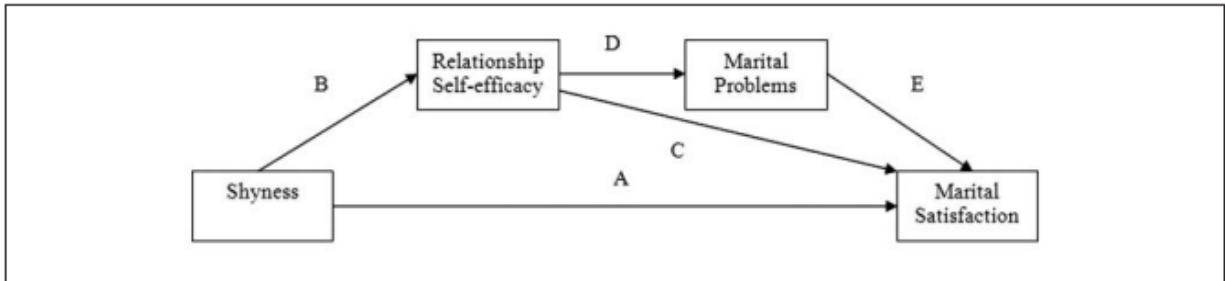 D
Relationship
Self-efficacy
Marital
Problems
B
E
C
A
Shyness
Marital
Satisfaction